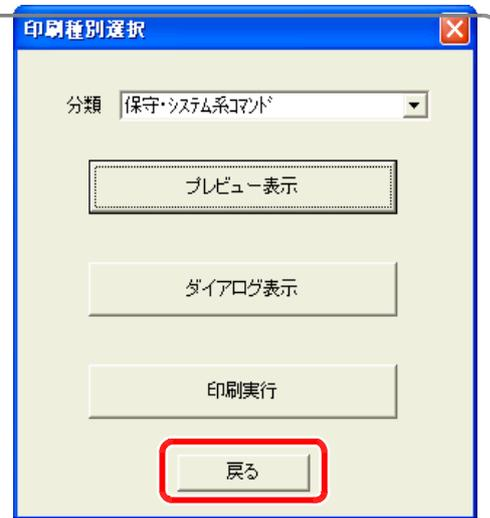 印刷種別選択
分類 保守・システム系ｺﾏﾝﾄﾞ
プレビュー表示
ダイアログ表示
印刷実行
戻る